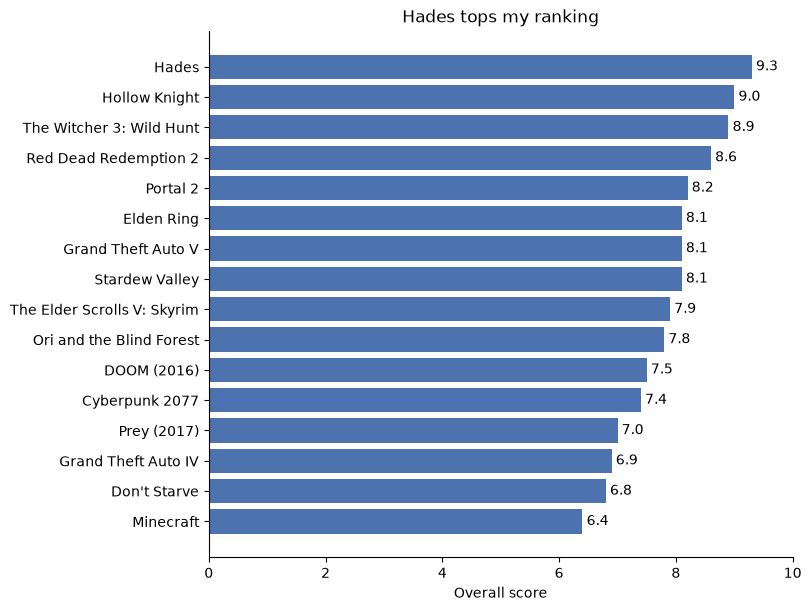 Hades tops my ranking
Hades 9.3
Hollow Knight 9.0
The Witcher 3: Wild Hunt 8.9
Red Dead Redemption 2 8.6
Portal 2 8.2
Elden Ring 8.1
Grand Theft Auto V 8.1
Stardew Valley 8.1
The Elder Scrolls V: Skyrim 7.9
Ori and the Blind Forest 7.8
DOOM (2016) 7.5
Cyberpunk 2077 7.4
Prey (2017) 7.0
Grand Theft Auto IV 6.9
Don't Starve 6.8
Minecraft 6.4
0 2 4 6 8 10
Overall score